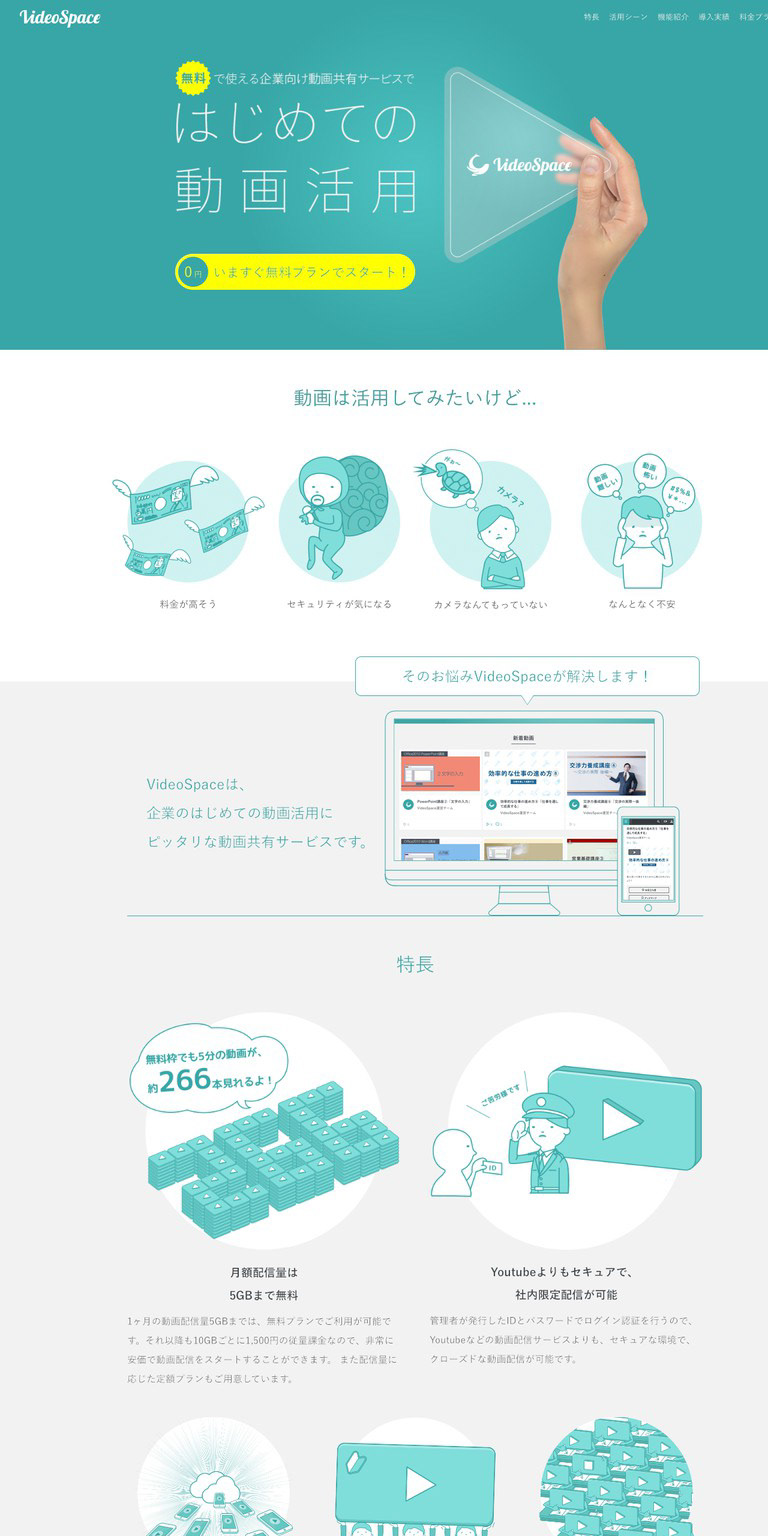 VideoSpace
特長 活用シーン 機能紹介 導入実績 料金プラ
無料で使える企業向け動画共有サービスで
はじめての
動画活用
VideoSpace
0円 いますぐ無料プランでスタート！
動画は活用してみたいけど...
がぉー
カメラ？
動画難しい
動画怖い
#$%&
¥*...
料金が高そう
セキュリティが気になる
カメラなんてもっていない
なんとなく不安
そのお悩みVideoSpaceが解決します！
VideoSpaceは、
企業のはじめての動画活用に
ピッタリな動画共有サービスです。
新着動画
文字の入力
効率的な仕事の進め方
交渉力養成講座
特長
無料枠でも5分の動画が、
約266本見れるよ！
ご苦労様です
ID
月額配信量は
5GBまで無料
Youtubeよりもセキュアで、
社内限定配信が可能
1ヶ月の動画配信量5GBまでは、無料プランでご利用が可能で
す。それ以降も10GBごとに1,500円の従量課金なので、非常に
安価で動画配信をスタートすることができます。 また配信量に
応じた定額プランもご用意しています。
管理者が発行したIDとパスワードでログイン認証を行うので、
Youtubeなどの動画配信サービスよりも、セキュアな環境で、
クローズドな動画配信が可能です。